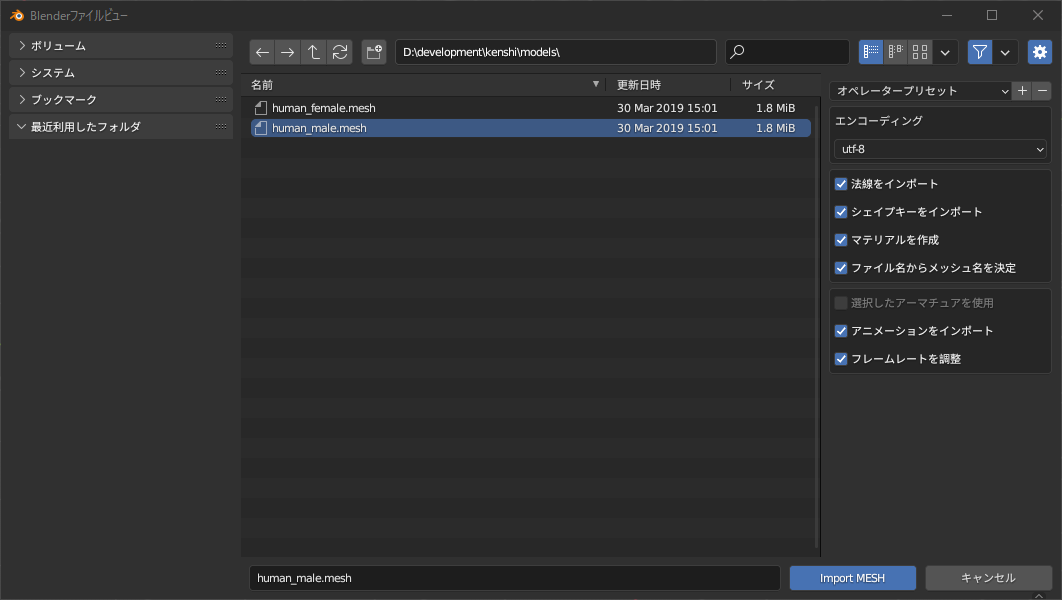 Blenderファイルビュー
ボリューム
システム
ブックマーク
最近利用したフォルダ
D:\development\kenshi\models\
名前 更新日時 サイズ
human_female.mesh 30 Mar 2019 15:01 1.8 MiB
human_male.mesh 30 Mar 2019 15:01 1.8 MiB
human_male.mesh
オペレータープリセット
エンコーディング
utf-8
法線をインポート
シェイプキーをインポート
マテリアルを作成
ファイル名からメッシュ名を決定
選択したアーマチュアを使用
アニメーションをインポート
フレームレートを調整
Import MESH
キャンセル